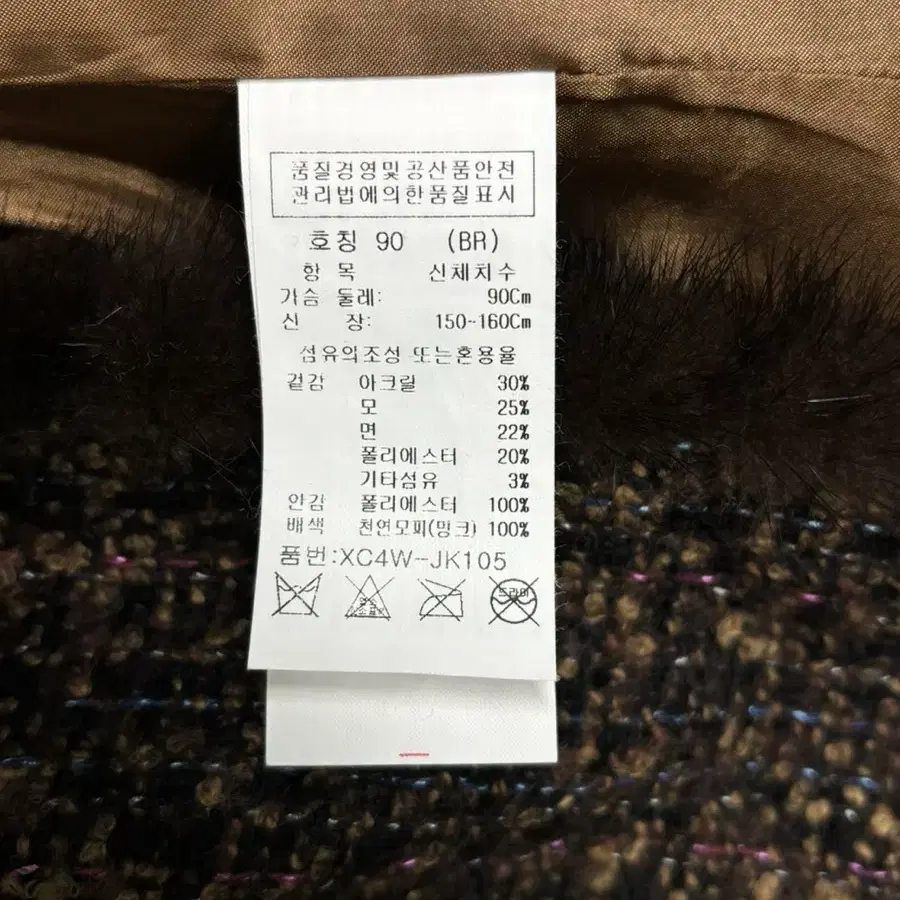 품질경영및 공산품안전
관리법에의한품질표시
호칭 90 (BR)
항 목 신체치수
가슴 둘레: 90Cm
신 장: 150~160Cm
섬유의조성 또는혼용율
겉감 아크릴 30%
모 25%
면 22%
폴리에스터 20%
기타섬유 3%
안감 폴리에스터 100%
배색 천연모피(밍크) 100%
품번:XC4W-JK105
드라이